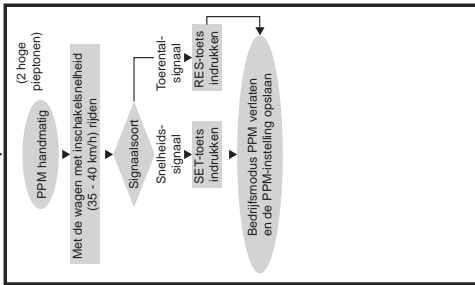 (2 hoge
pieptonen)
PPM handmatig
Met de wagen met inschakelsnelheid
(35 - 40 km/h) rijden
Signaalsoort
Snelheids-
signaal
Toerental-
signaal
SET-toets
indrukken
RES-toets
indrukken
Bedrijfsmodus PPM verlaten
en de PPM-instelling opslaan